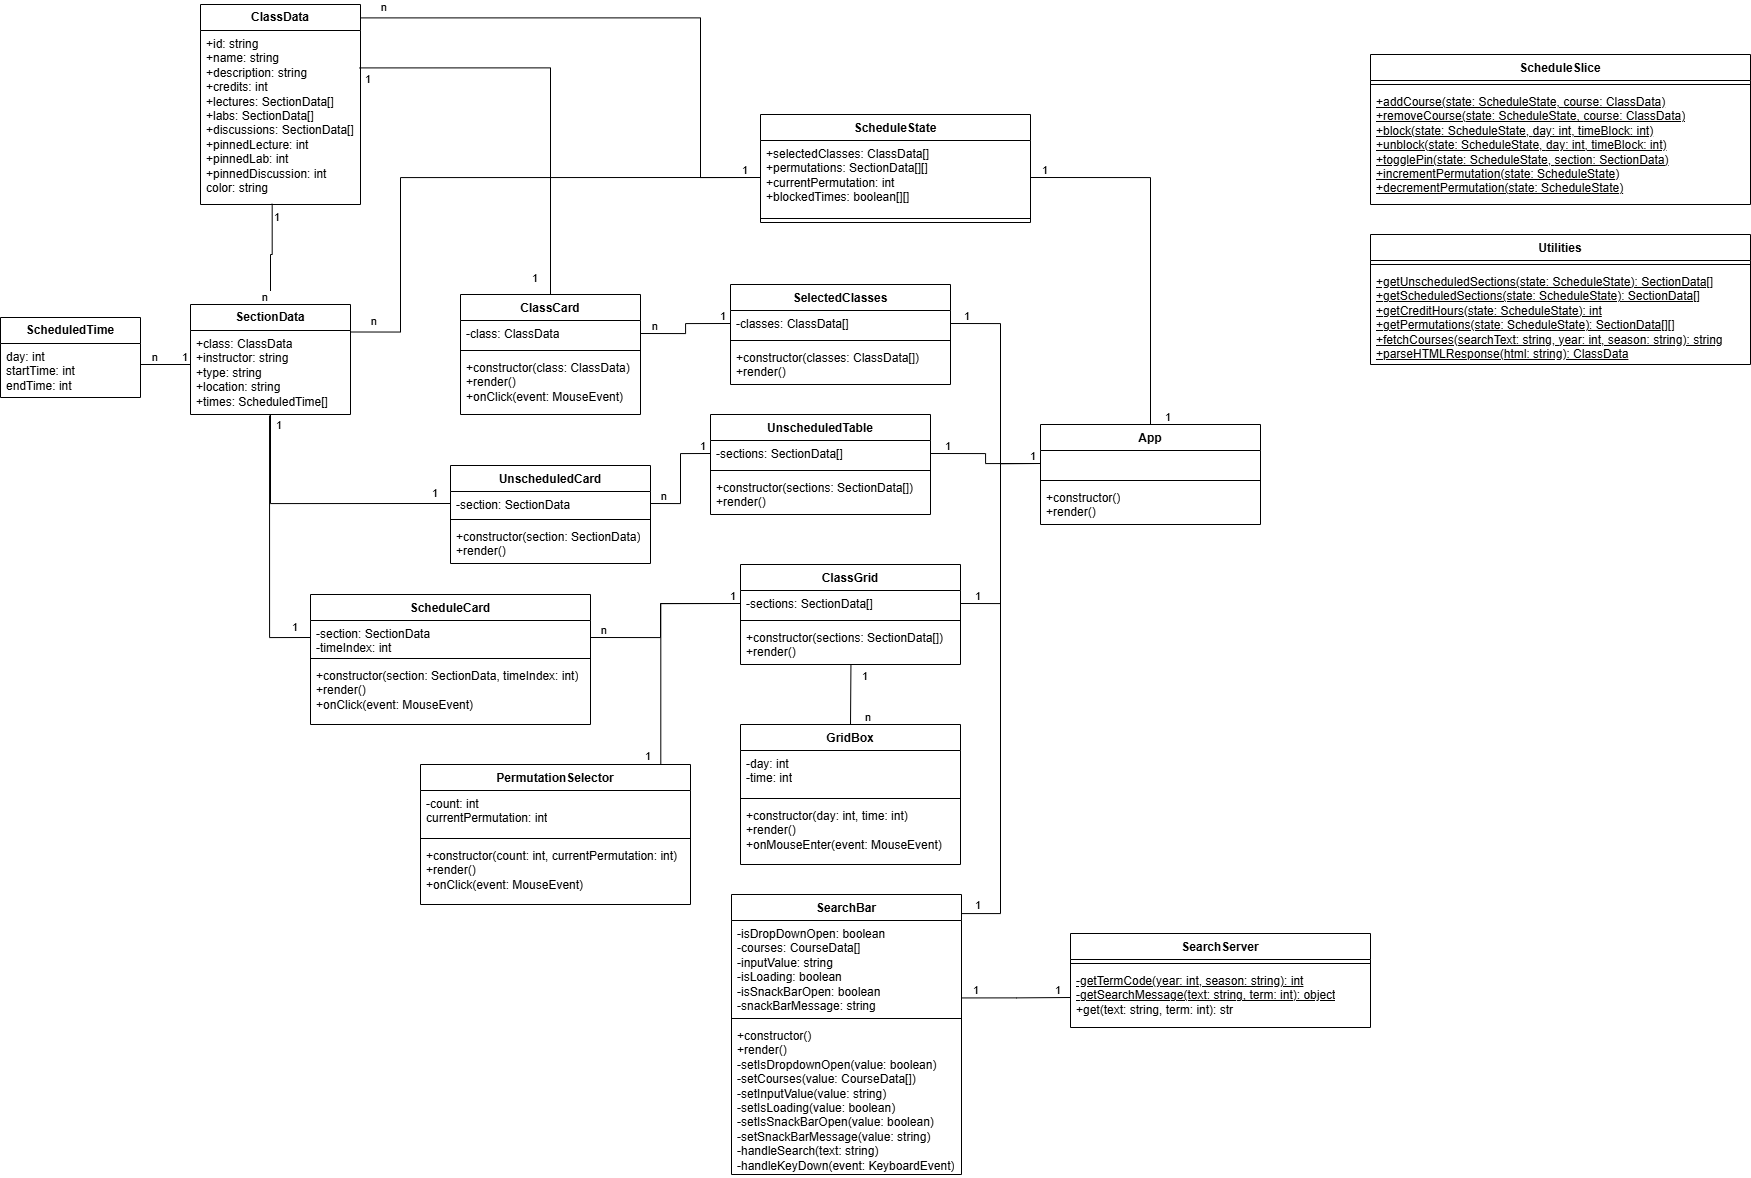 ClassData
+id: string
+name: string
+description: string
+credits: int
+lectures: SectionData[]
+labs: SectionData[]
+discussions: SectionData[]
+pinnedLecture: int
+pinnedLab: int
+pinnedDiscussion: int
color: string
n
1
1
n
ScheduleState
+selectedClasses: ClassData[]
+permutations: SectionData[][]
+currentPermutation: int
+blockedTimes: boolean[][]
1
1
ScheduleSlice
+addCourse(state: ScheduleState, course: ClassData)
+removeCourse(state: ScheduleState, course: ClassData)
+block(state: ScheduleState, day: int, timeBlock: int)
+unblock(state: ScheduleState, day: int, timeBlock: int)
+togglePin(state: ScheduleState, section: SectionData)
+incrementPermutation(state: ScheduleState)
+decrementPermutation(state: ScheduleState)
Utilities
+getUnscheduledSections(state: ScheduleState): SectionData[]
+getScheduledSections(state: ScheduleState): SectionData[]
+getCreditHours(state: ScheduleState): int
+getPermutations(state: ScheduleState): SectionData[][]
+fetchCourses(searchText: string, year: int, season: string): string
+parseHTMLResponse(html: string): ClassData
ScheduledTime
day: int
startTime: int
endTime: int
n
1
SectionData
+class: ClassData
+instructor: string
+type: string
+location: string
+times: ScheduledTime[]
n
1
1
ClassCard
-class: ClassData
+constructor(class: ClassData)
+render()
+onClick(event: MouseEvent)
n
1
SelectedClasses
-classes: ClassData[]
+constructor(classes: ClassData[])
+render()
1
UnscheduledTable
-sections: SectionData[]
+constructor(sections: SectionData[])
+render()
1
1
1
1
App
+constructor()
+render()
1
UnscheduledCard
-section: SectionData
+constructor(section: SectionData)
+render()
n
1
ScheduleCard
-section: SectionData
-timeIndex: int
+constructor(section: SectionData, timeIndex: int)
+render()
+onClick(event: MouseEvent)
n
1
ClassGrid
-sections: SectionData[]
+constructor(sections: SectionData[])
+render()
1
1
n
GridBox
-day: int
-time: int
+constructor(day: int, time: int)
+render()
+onMouseEnter(event: MouseEvent)
1
PermutationSelector
-count: int
currentPermutation: int
+constructor(count: int, currentPermutation: int)
+render()
+onClick(event: MouseEvent)
SearchBar
-isDropDownOpen: boolean
-courses: CourseData[]
-inputValue: string
-isLoading: boolean
-isSnackBarOpen: boolean
-snackBarMessage: string
+constructor()
+render()
-setIsDropdownOpen(value: boolean)
-setCourses(value: CourseData[])
-setInputValue(value: string)
-setIsLoading(value: boolean)
-setIsSnackBarOpen(value: boolean)
-setSnackBarMessage(value: string)
-handleSearch(text: string)
-handleKeyDown(event: KeyboardEvent)
1
1
1
SearchServer
-getTermCode(year: int, season: string): int
-getSearchMessage(text: string, term: int): object
+get(text: string, term: int): str